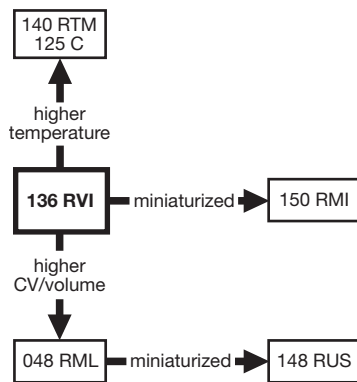 140 RTM
125 C
higher
temperature
136 RVI
miniaturized
150 RMI
higher
CV/volume
048 RML
miniaturized
148 RUS